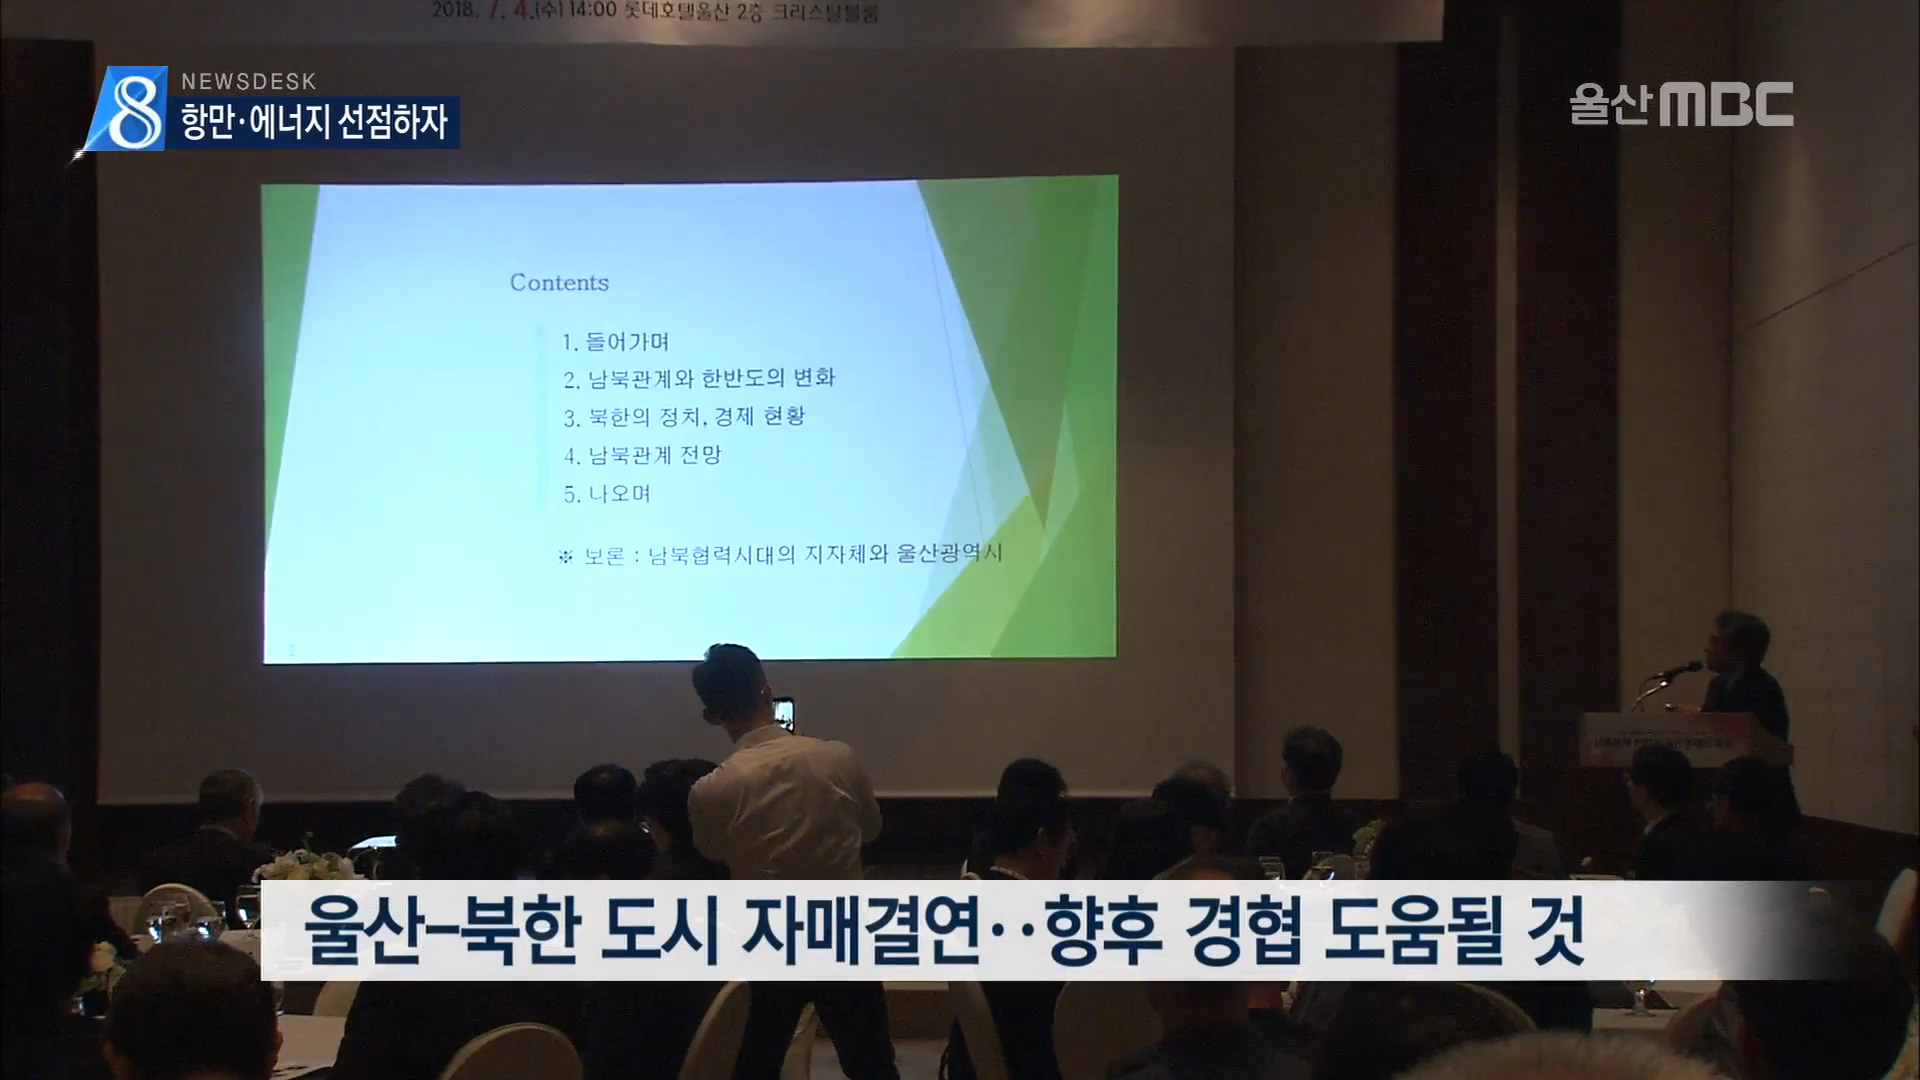 2018. 7. 4.(수) 14:00 롯데호텔울산 2층 크리스탈볼룸
8
NEWSDESK
항만·에너지 선점하자
울산MBC
Contents
1. 들어가며
2. 남북관계와 한반도의 변화
3. 북한의 정치, 경제 현황
4. 남북관계 전망
5. 나오며
※ 보론 : 남북협력시대의 지자체와 울산광역시
2
울산-북한 도시 자매결연‥향후 경협 도움될 것